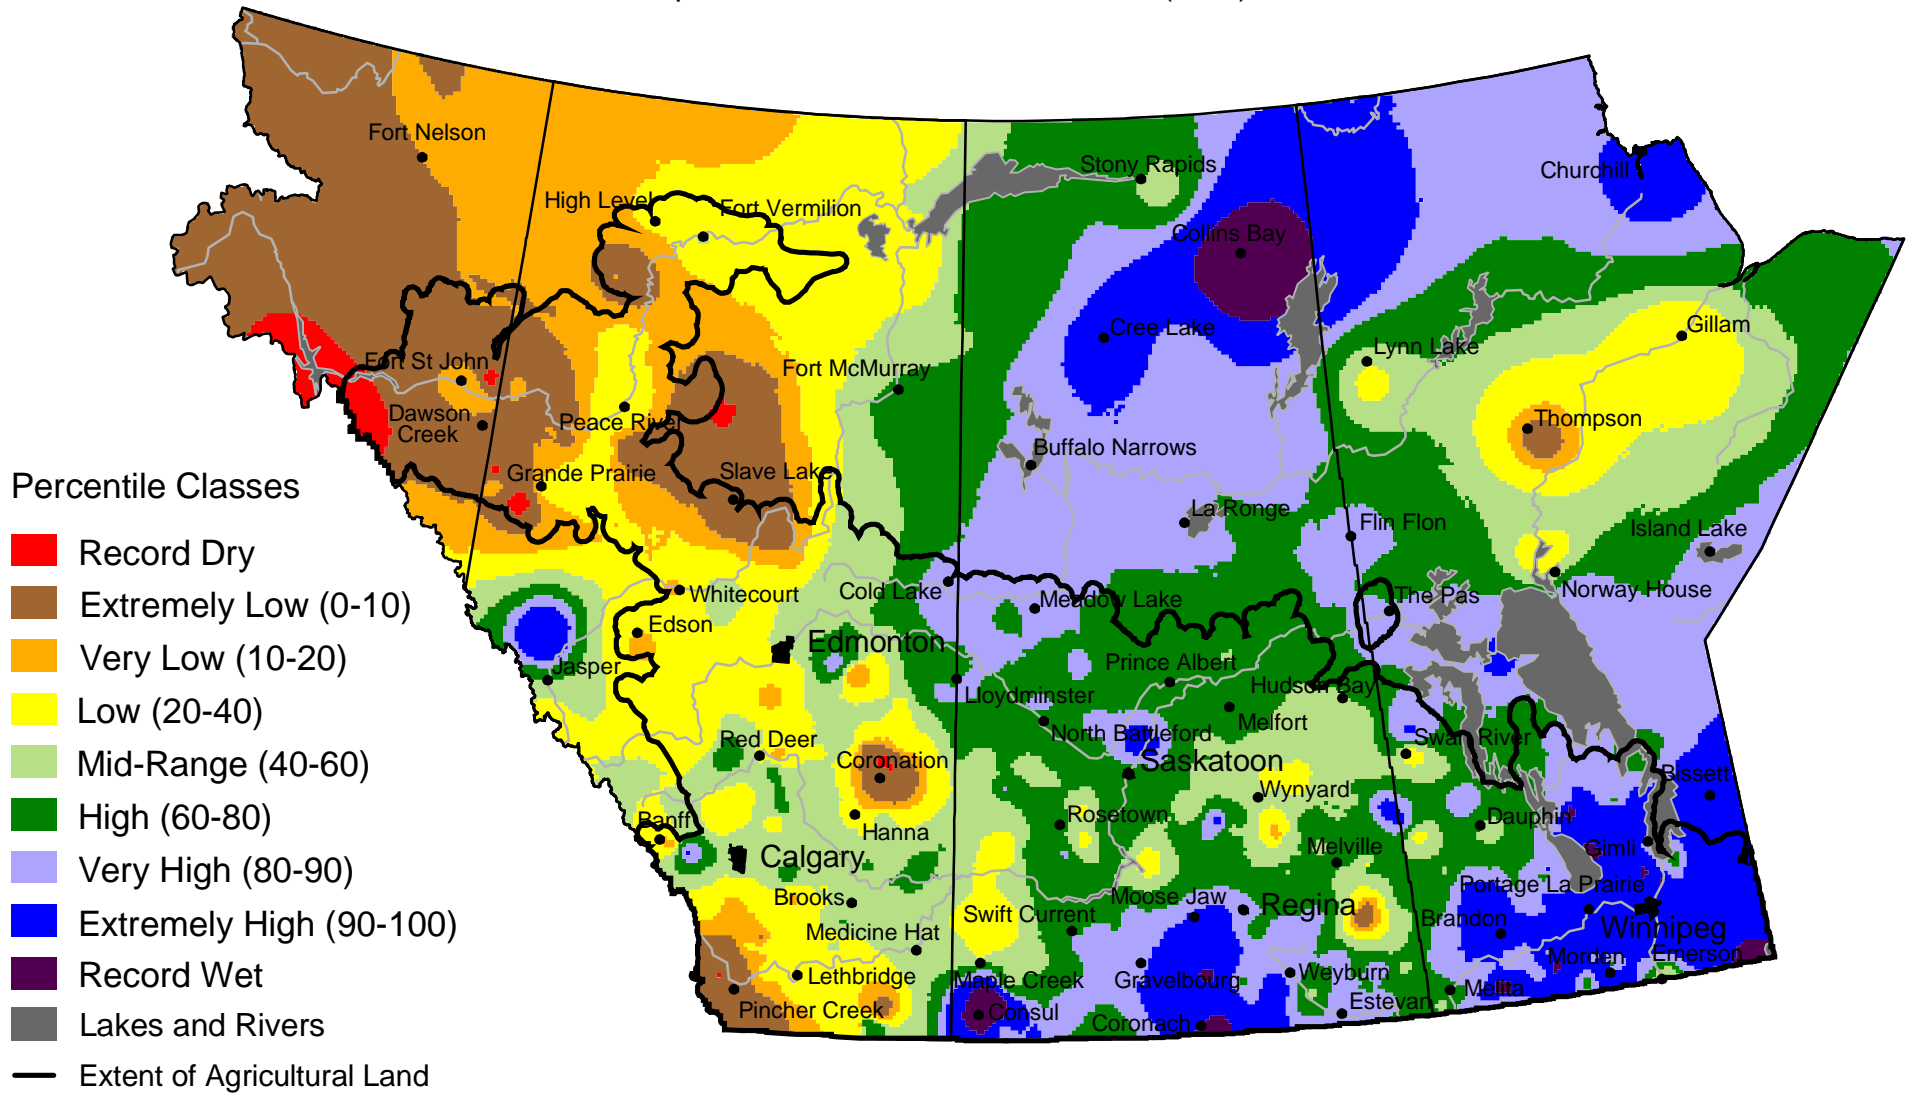 Fort Nelson
Stony Rapids
Churchill
High Level
Fort Vermilion
Collins Bay
Cree Lake
Gillam
Lynn Lake
Fort St John
Fort McMurray
Dawson
Creek
Peace River
Thompson
Buffalo Narrows
Grande Prairie
Slave Lake
La Ronge
Flin Flon
Island Lake
Cold Lake
Meadow Lake
The Pas
Norway House
Whitecourt
Edson
Edmonton
Jasper
Prince Albert
Hudson Bay
Lloydminster
Melfort
North Battleford
Swan River
Red Deer
Coronation
Saskatoon
Bissett
Wynyard
Banff
Hanna
Rosetown
Dauphin
Calgary
Melville
Gimli
Brooks
Moose Jaw
Regina
Portage La Prairie
Swift Current
Brandon
Winnipeg
Medicine Hat
Morden
Emerson
Lethbridge
Maple Creek
Gravelbourg
Weyburn
Melita
Pincher Creek
Consul
Coronach
Estevan
Percentile Classes
Record Dry
Extremely Low (0-10)
Very Low (10-20)
Low (20-40)
Mid-Range (40-60)
High (60-80)
Very High (80-90)
Extremely High (90-100)
Record Wet
Lakes and Rivers
Extent of Agricultural Land